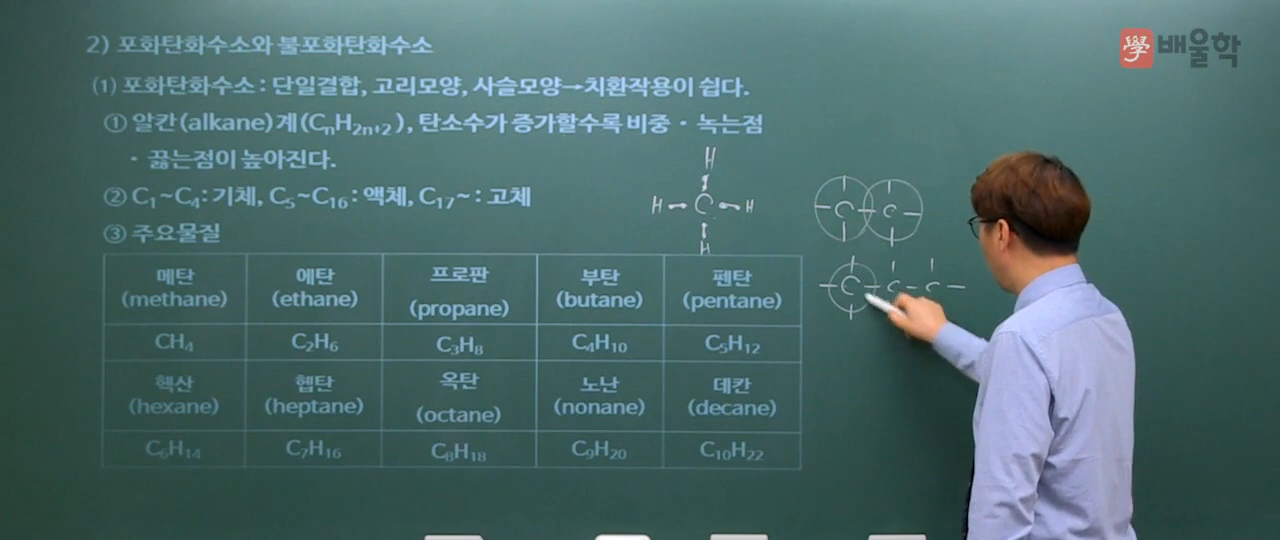 2) 포화탄화수소와 불포화탄화수소
學 배울학
(1) 포화탄화수소 : 단일결합, 고리모양, 사슬모양→치환작용이 쉽다.
① 알칸(alkane)계(CnH2n+2), 탄소수가 증가할수록 비중 · 녹는점
· 끓는점이 높아진다.
② C1~C4 : 기체, C5~C16 : 액체, C17~ : 고체
③ 주요물질
H
H C H
H
C C
C C C
메탄 에탄 프로판 부탄 펜탄
(methane) (ethane) (propane) (butane) (pentane)
CH4 C2H6 C3H8 C4H10 C5H12
헥산 헵탄 옥탄 노난 데칸
(hexane) (heptane) (octane) (nonane) (decane)
C6H14 C7H16 C8H18 C9H20 C10H22